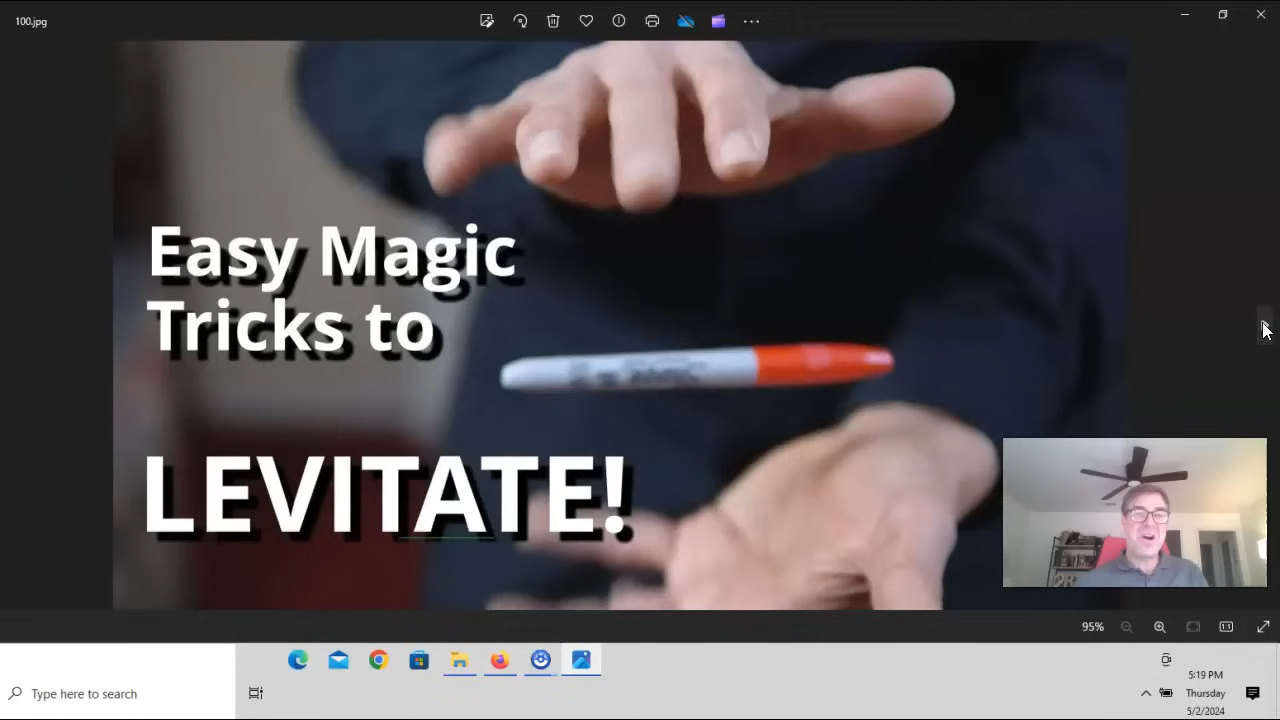 100.jpg
Easy Magic
Tricks to
LEVITATE!
95%
Type here to search
5:19 PM
Thursday
5/2/2024